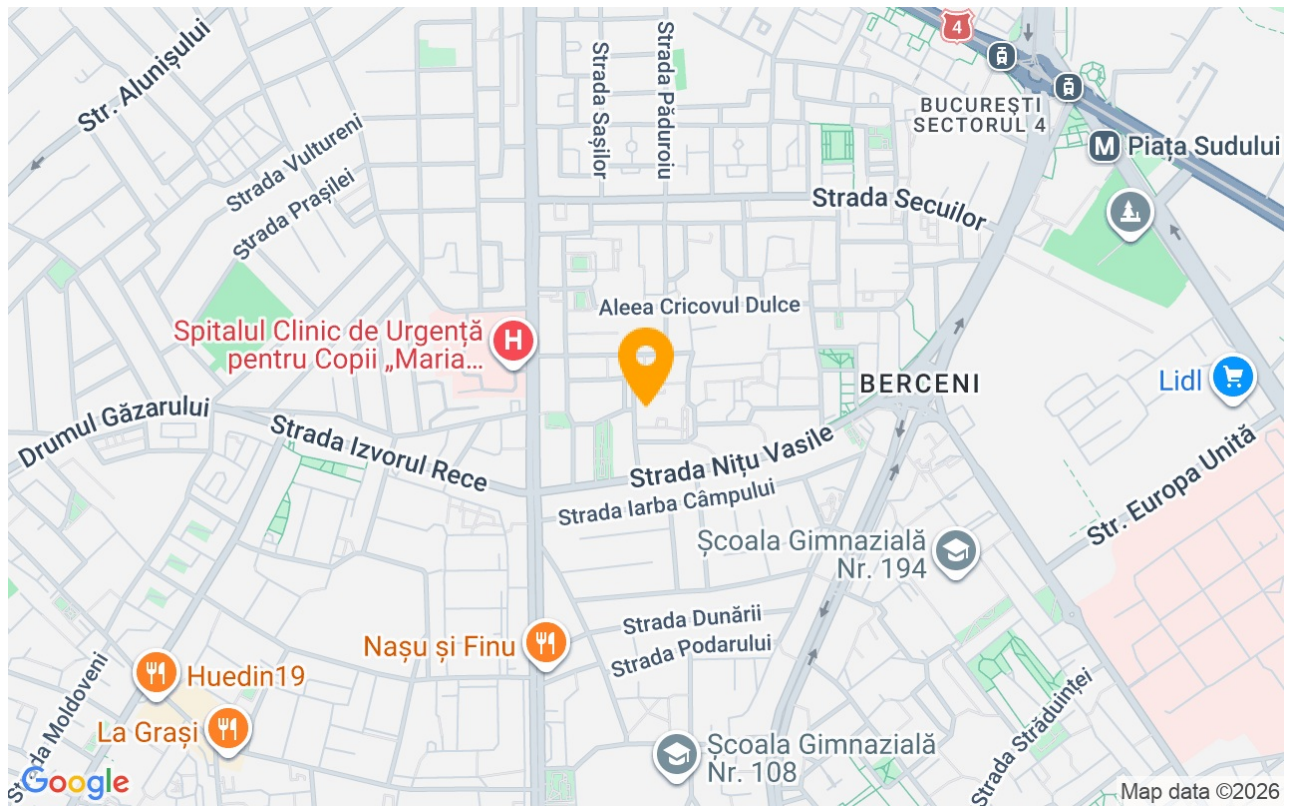 4
Str. Alunișului
Strada Sașilor
Strada Păduroiu
BUCUREȘTI
SECTORUL 4
M Piața Sudului
Strada Vultureni
Strada Prașilei
Strada Secuilor
Aleea Cricovul Dulce
Spitalul Clinic de Urgență
pentru Copii „Maria...
H
BERCENI
Lidl
Drumul Găzarului
Strada Izvorul Rece
Strada Nițu Vasile
Strada Iarba Câmpului
Str. Europa Unită
Școala Gimnazială
Nr. 194
Strada Dunării
Strada Podarului
Nașu și Finu
Huedin19
La Grași
Strada Moldoveni
Școala Gimnazială
Nr. 108
Strada Străduinței
Google
Map data ©2026